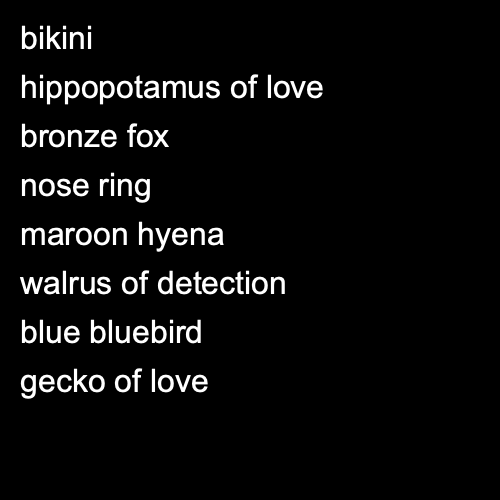 bikini
hippopotamus of love
bronze fox
nose ring
maroon hyena
walrus of detection
blue bluebird
gecko of love